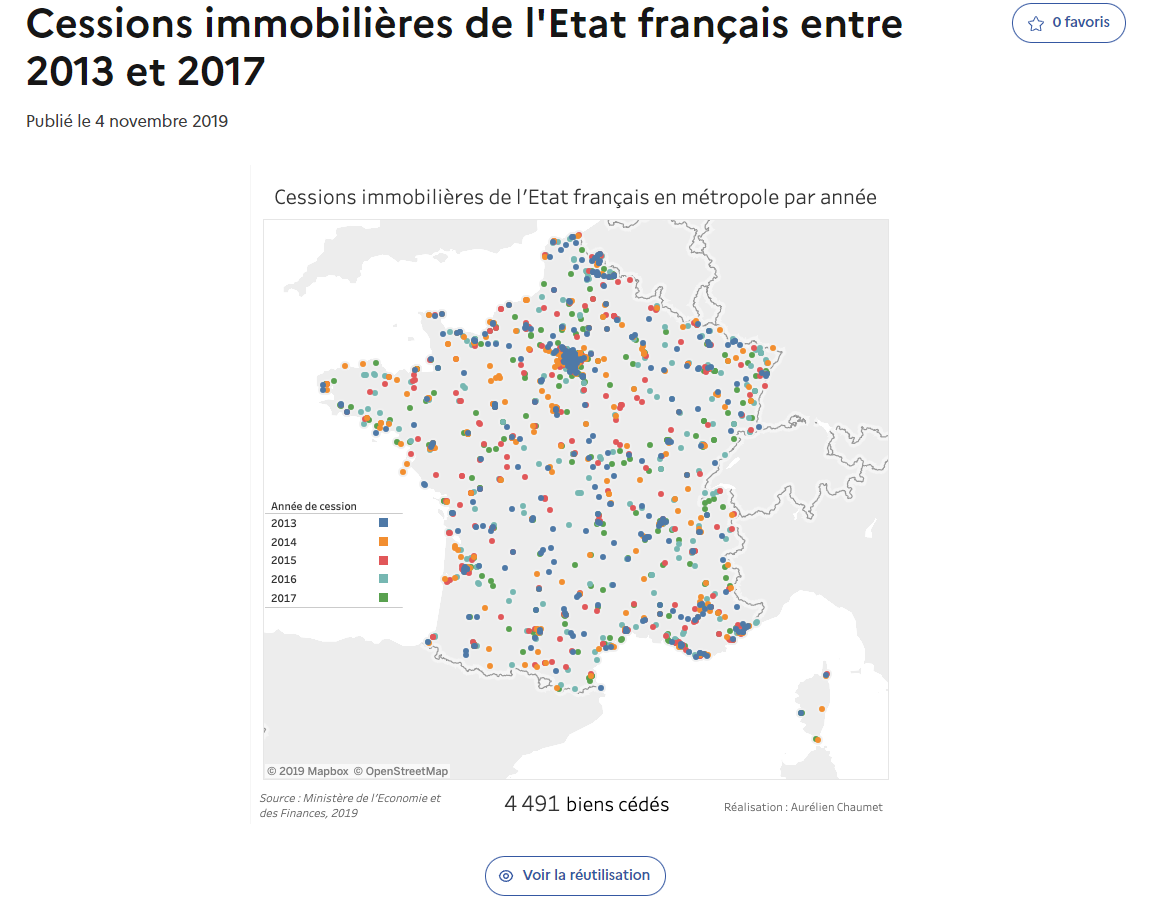 Cessions immobilières de l'Etat français entre
2013 et 2017
0 favoris
Publié le 4 novembre 2019
Cessions immobilières de l’Etat français en métropole par année
Année de cession
2013
2014
2015
2016
2017
© 2019 Mapbox © OpenStreetMap
Source : Ministère de l’Economie et
des Finances, 2019
4 491 biens cédés
Réalisation : Aurélien Chaumet
Voir la réutilisation